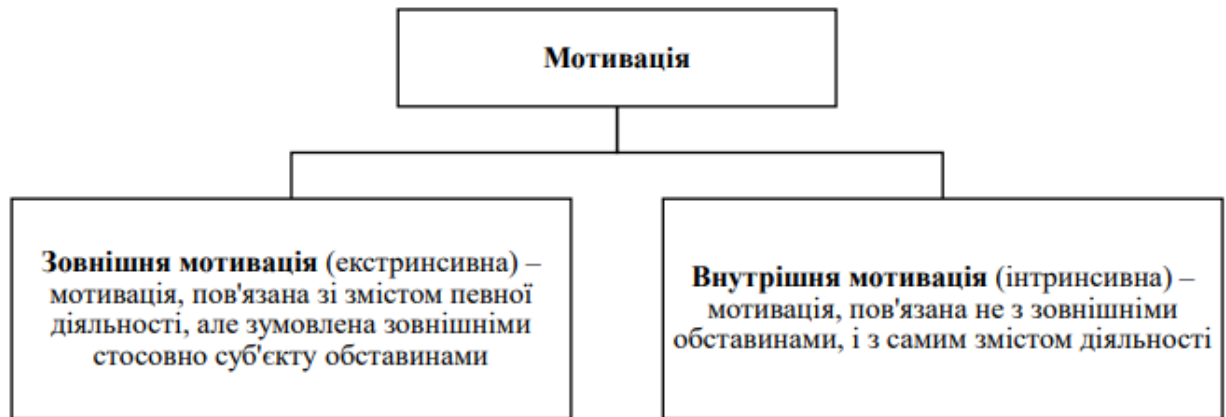 Мотивація
Зовнішня мотивація (екстринсивна) –
мотивація, пов'язана зі змістом певної
діяльності, але зумовлена зовнішніми
стосовно суб'єкту обставинами
Внутрішня мотивація (інтринсивна) –
мотивація, пов'язана не з зовнішніми
обставинами, і з самим змістом діяльності